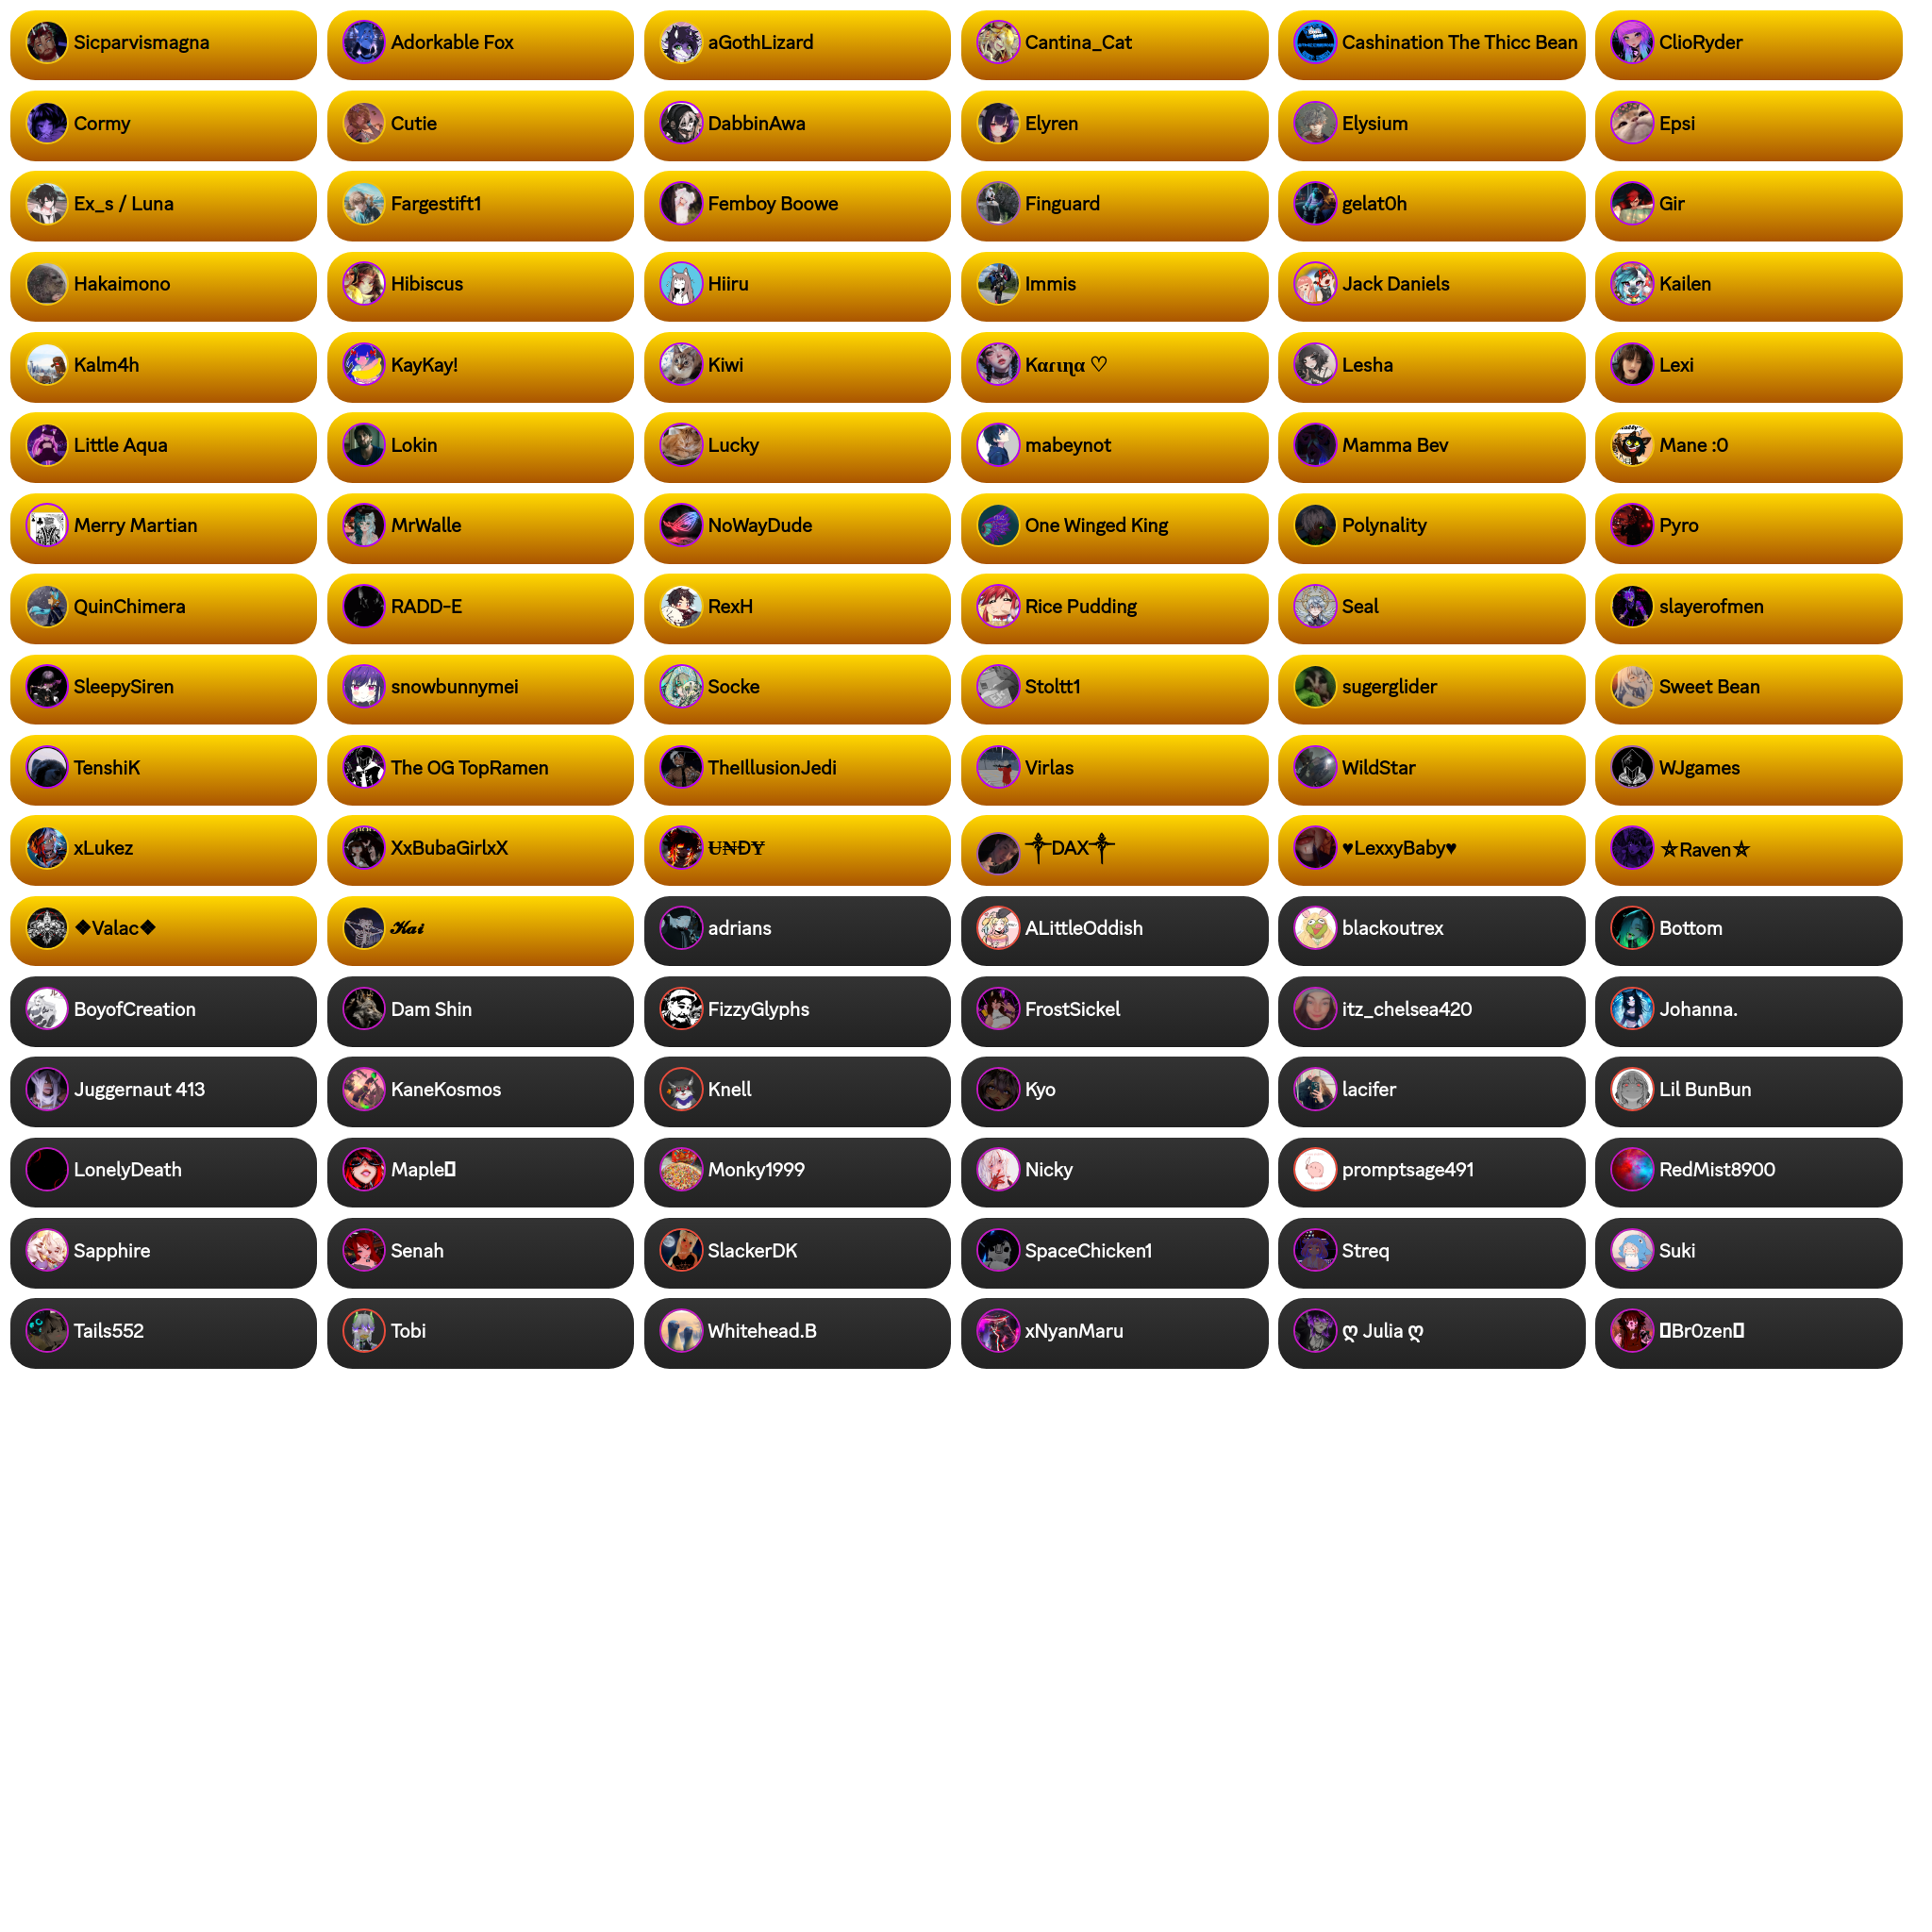 Sicparvismagna Adorkable Fox aGothLizard Cantina_Cat Cashination The Thicc Bean ClioRyder
Cormy Cutie DabbinAwa Elyren Elysium Epsi
Ex_s / Luna Fargestift1 Femboy Boowe Finguard gelat0h Gir
Hakaimono Hibiscus Hiiru Immis Jack Daniels Kailen
Kalm4h KayKay! Kiwi Kαɾιɳα ♡ Lesha Lexi
Little Aqua Lokin Lucky mabeynot Mamma Bev Mane :0
Merry Martian MrWalle NoWayDude One Winged King Polynality Pyro
QuinChimera RADD-E RexH Rice Pudding Seal slayerofmen
SleepySiren snowbunnymei Socke Stoltt1 sugerglider Sweet Bean
TenshiK The OG TopRamen TheIllusionJedi Virlas WildStar WJgames
xLukez XxBubaGirlxX U̶N̶ĐY̶ ⸸DAX⸸ ♥LexxyBaby♥ ⛥Raven⛥
❖Valac❖ 𝓚𝓪𝓲 adrians ALittleOddish blackoutrex Bottom
BoyofCreation Dam Shin FizzyGlyphs FrostSickel itz_chelsea420 Johanna.
Juggernaut 413 KaneKosmos Knell Kyo lacifer Lil BunBun
LonelyDeath Maple Monky1999 Nicky promptsage491 RedMist8900
Sapphire Senah SlackerDK SpaceChicken1 Streq Suki
Tails552 Tobi Whitehead.B xNyanMaru ღ Julia ღ Br0zen